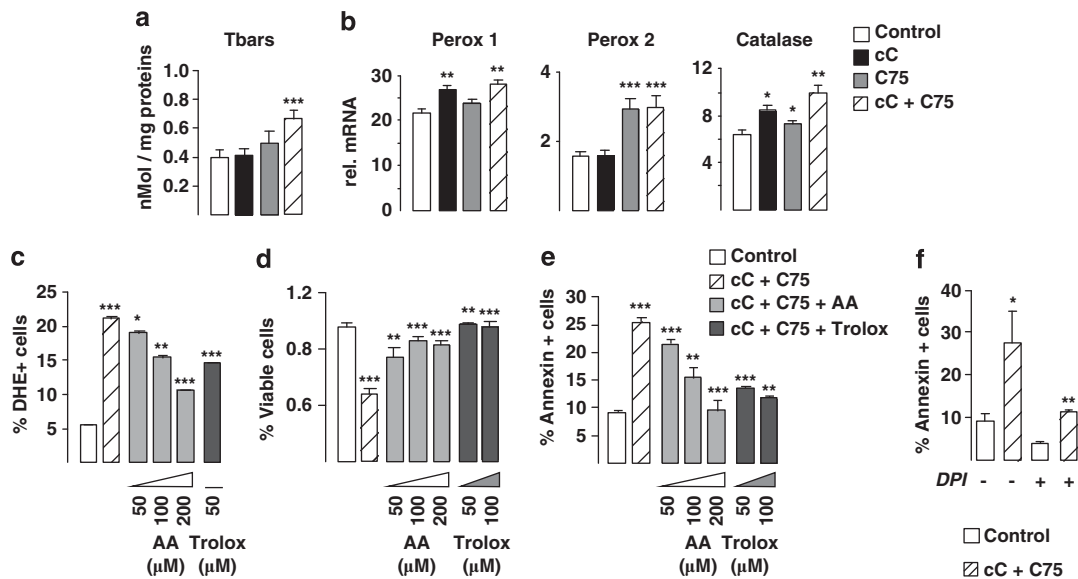 a
Tbars
nMol / mg proteins
1.0
0.8
0.6
0.4
0.2
***
b
Perox 1
rel. mRNA
30
20
10
0
**
**
Perox 2
4
2
0
***
***
Catalase
12
8
4
0
*
*
**
Control
cC
C75
cC + C75
c
% DHE+ cells
25
20
15
10
5
***
*
**
***
***
50
100
200
50
AA
(µM)
Trolox
(µM)
d
% Viable cells
1.2
0.8
0.6
***
**
***
***
**
***
50
100
200
50
100
AA
(µM)
Trolox
(µM)
e
Control
cC + C75
cC + C75 + AA
cC + C75 + Trolox
% Annexin + cells
30
25
20
15
10
5
***
***
**
***
***
**
50
100
200
50
100
AA
(µM)
Trolox
(µM)
f
% Annexin + cells
40
30
20
10
*
**
DPI - - + +
Control
cC + C75